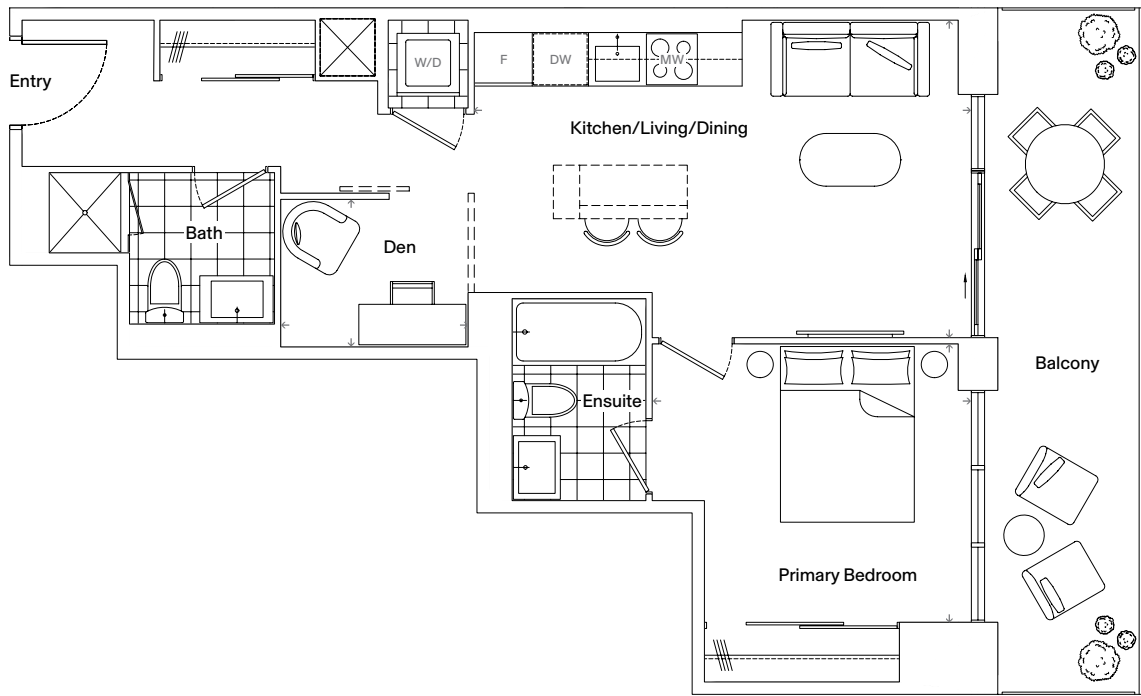 Entry
W/D
F
DW
MW
Kitchen/Living/Dining
Bath
Den
Balcony
Ensuite
Primary Bedroom